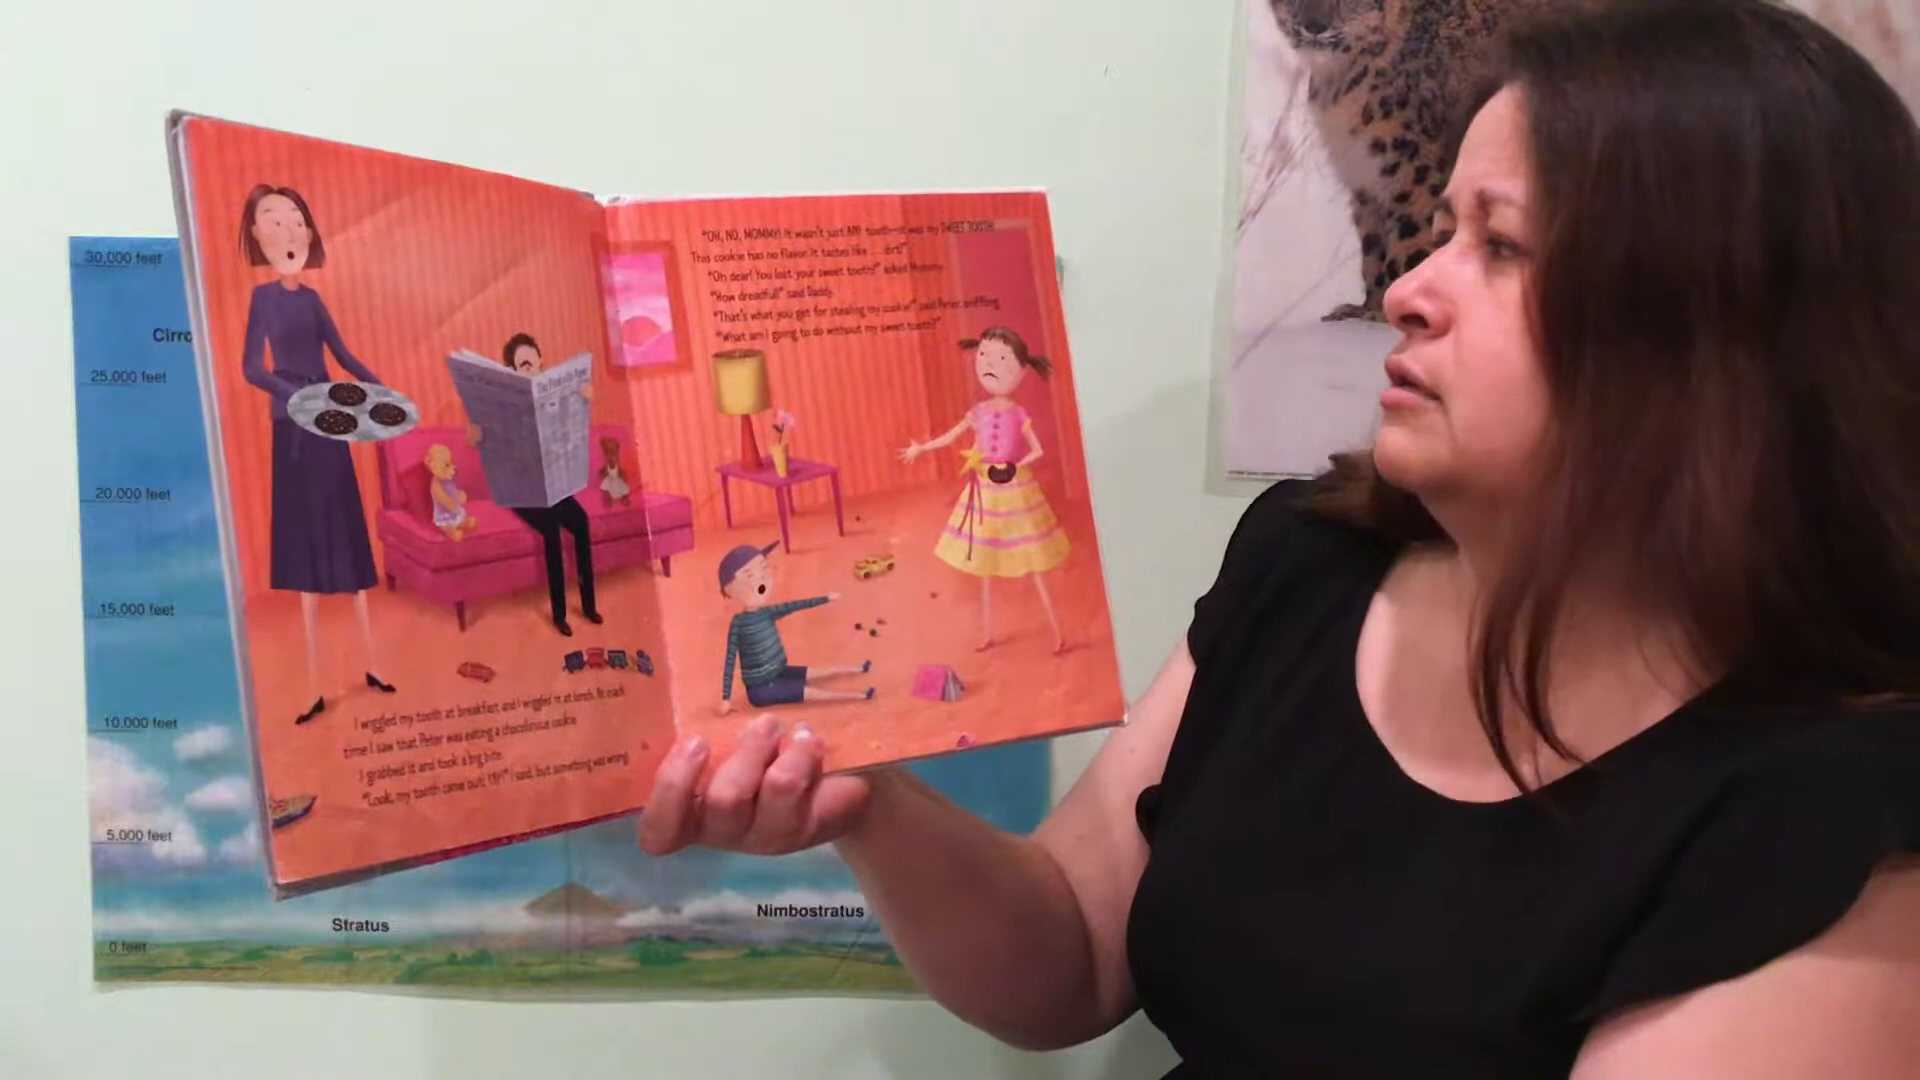 30,000 feet
Cirro
25,000 feet
20,000 feet
15,000 feet
10,000 feet
5,000 feet
0 feet
Stratus
Nimbostratus
I wiggled my tooth at breakfast and I wiggled it at lunch. At snack
time I saw that Peter was eating a chocolicious cookie.
I grabbed it and took a big bite.
"Look, my tooth came out!" I said, but something was wrong.
"OH, NO, MOMMY! It wasn't just ANY tooth—it was my SWEET TOOTH!
This cookie has no flavor. It tastes like . . . dirt!"
"Oh dear! You lost your sweet tooth?" asked Mommy.
"How dreadful!" said Daddy.
"That's what you get for stealing my cookie!" said Peter, sniffling.
"What am I going to do without my sweet tooth?"